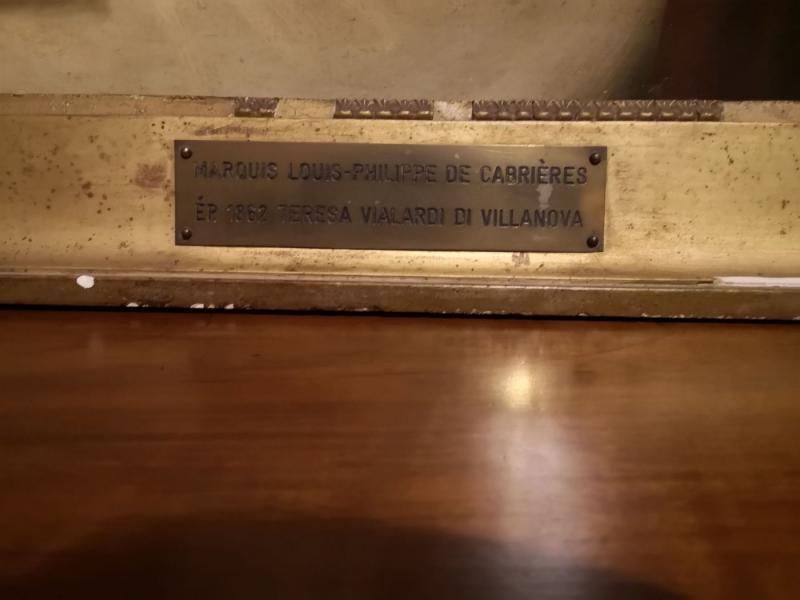 MARQUIS LOUIS-PHILIPPE DE CABRIÈRES
ÉP. 1862 TERESA VIALARDI DI VILLANOVA